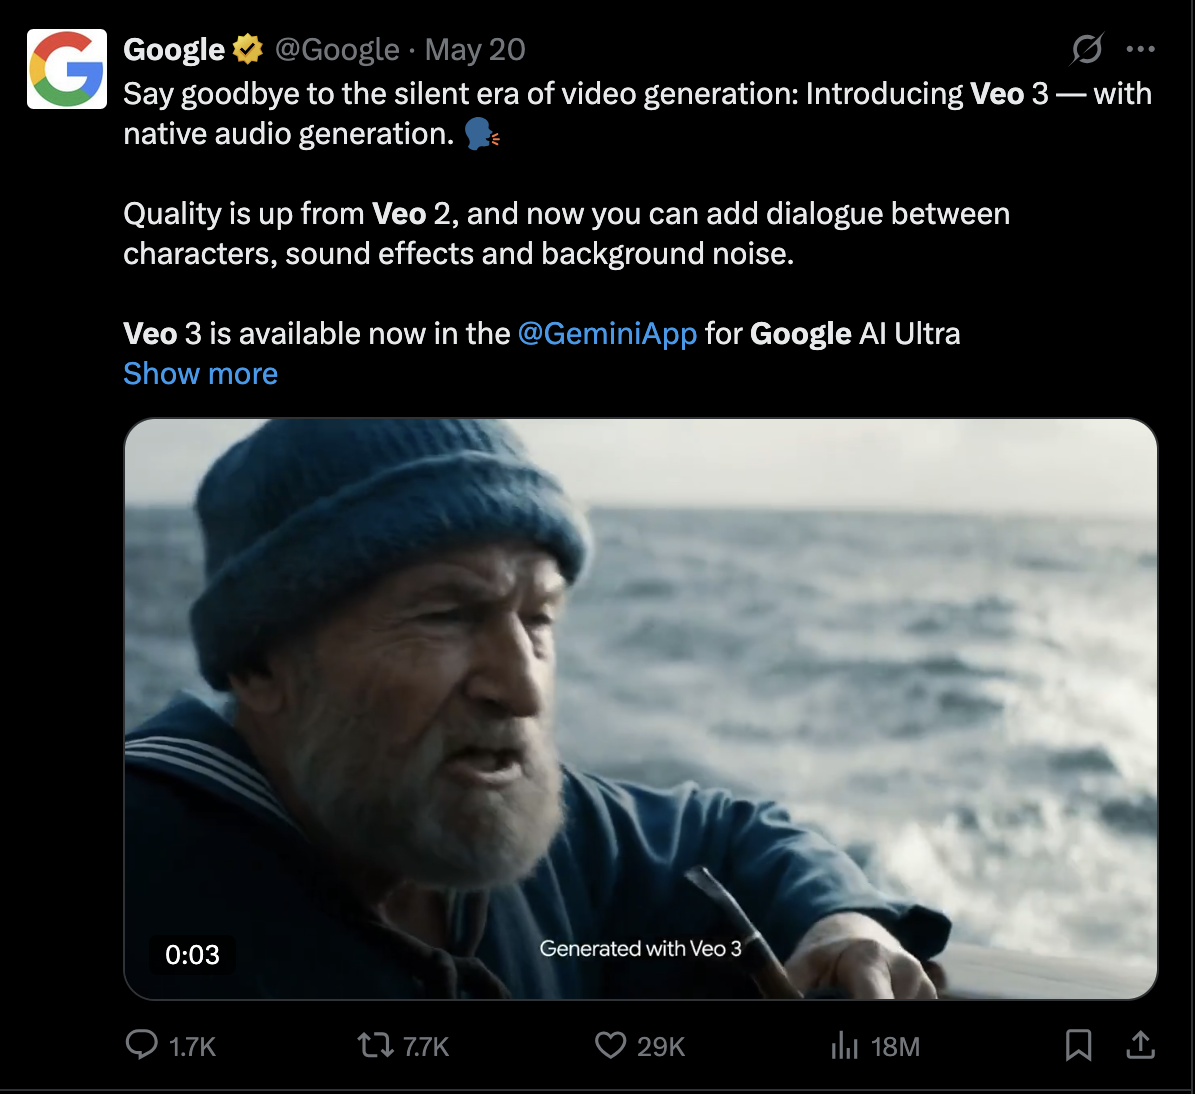 Google @Google · May 20
Say goodbye to the silent era of video generation: Introducing Veo 3 — with
native audio generation. 🗣️
Quality is up from Veo 2, and now you can add dialogue between
characters, sound effects and background noise.
Veo 3 is available now in the @GeminiApp for Google AI Ultra
Show more
Generated with Veo 3
0:03
1.7K 7.7K 29K 18M